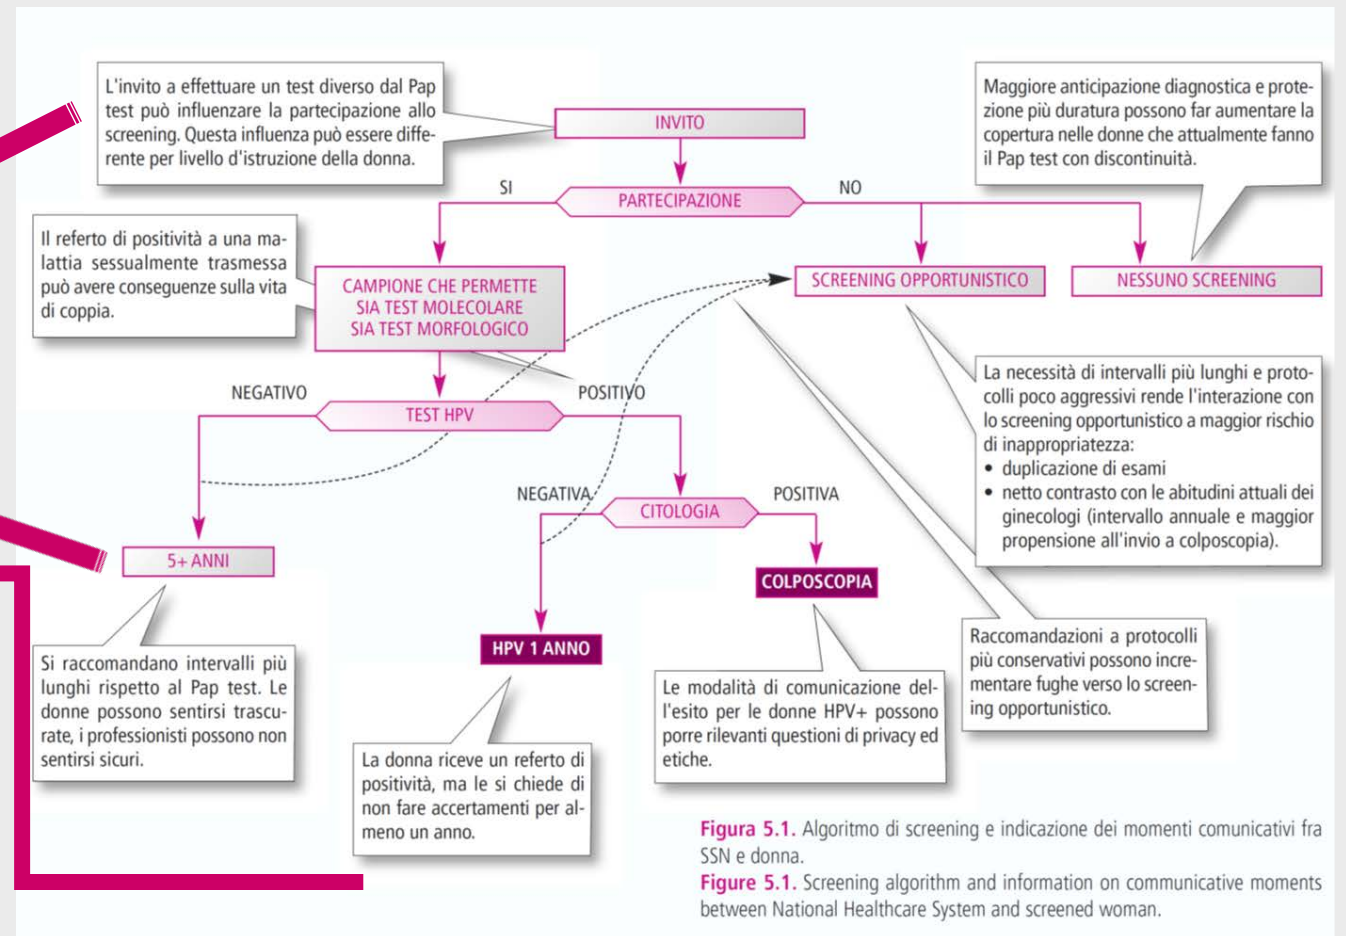 L'invito a effettuare un test diverso dal Pap
test può influenzare la partecipazione allo
screening. Questa influenza può essere diffe-
rente per livello d'istruzione della donna.
INVITO
Maggiore anticipazione diagnostica e prote-
zione più duratura possono far aumentare la
copertura nelle donne che attualmente fanno
il Pap test con discontinuità.
SI
PARTECIPAZIONE
NO
Il referto di positività a una ma-
lattia sessualmente trasmessa
può avere conseguenze sulla vita
di coppia.
CAMPIONE CHE PERMETTE
SIA TEST MOLECOLARE
SIA TEST MORFOLOGICO
SCREENING OPPORTUNISTICO
NESSUNO SCREENING
NEGATIVO
TEST HPV
POSITIVO
La necessità di intervalli più lunghi e proto-
colli poco aggressivi rende l'interazione con
lo screening opportunistico a maggior rischio
di inappropriatezza:
• duplicazione di esami
• netto contrasto con le abitudini attuali dei
ginecologi (intervallo annuale e maggior
propensione all'invio a colposcopia).
NEGATIVA
CITOLOGIA
POSITIVA
5+ ANNI
COLPOSCOPIA
HPV 1 ANNO
Si raccomandano intervalli più
lunghi rispetto al Pap test. Le
donne possono sentirsi trascu-
rate, i professionisti possono non
sentirsi sicuri.
La donna riceve un referto di
positività, ma le si chiede di
non fare accertamenti per al-
meno un anno.
Le modalità di comunicazione del-
l'esito per le donne HPV+ possono
porre rilevanti questioni di privacy ed
etiche.
Raccomandazioni a protocolli
più conservativi possono incre-
mentare fughe verso lo screen-
ing opportunistico.
Figura 5.1. Algoritmo di screening e indicazione dei momenti comunicativi fra
SSN e donna.
Figure 5.1. Screening algorithm and information on communicative moments
between National Healthcare System and screened woman.